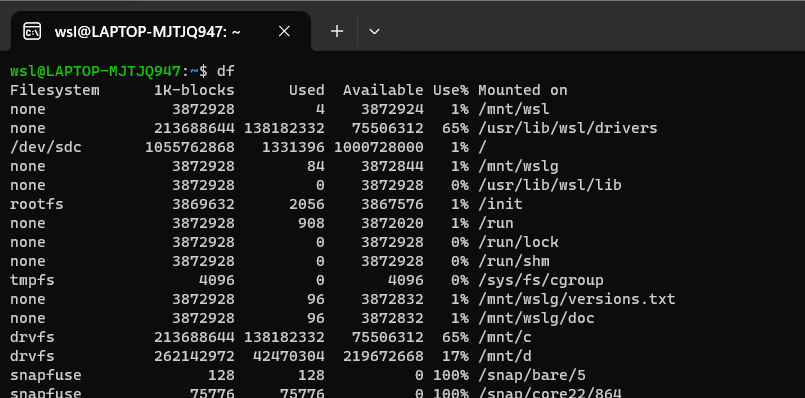 wsl@LAPTOP-MJTJQ947: ~
wsl@LAPTOP-MJTJQ947:~$ df
Filesystem      1K-blocks      Used  Available Use% Mounted on
none              3872928         4    3872924   1% /mnt/wsl
none            213688644 138182332   75506312  65% /usr/lib/wsl/drivers
/dev/sdc       1055762868   1331396 1000728000   1% /
none              3872928        84    3872844   1% /mnt/wslg
none              3872928         0    3872928   0% /usr/lib/wsl/lib
rootfs            3869632      2056    3867576   1% /init
none              3872928       908    3872020   1% /run
none              3872928         0    3872928   0% /run/lock
none              3872928         0    3872928   0% /run/shm
tmpfs                4096         0       4096   0% /sys/fs/cgroup
none              3872928        96    3872832   1% /mnt/wslg/versions.txt
none              3872928        96    3872832   1% /mnt/wslg/doc
drvfs           213688644 138182332   75506312  65% /mnt/c
drvfs           262142972  42470304  219672668  17% /mnt/d
snapfuse              128       128          0 100% /snap/bare/5
snapfuse            75776     75776          0 100% /snap/core22/864